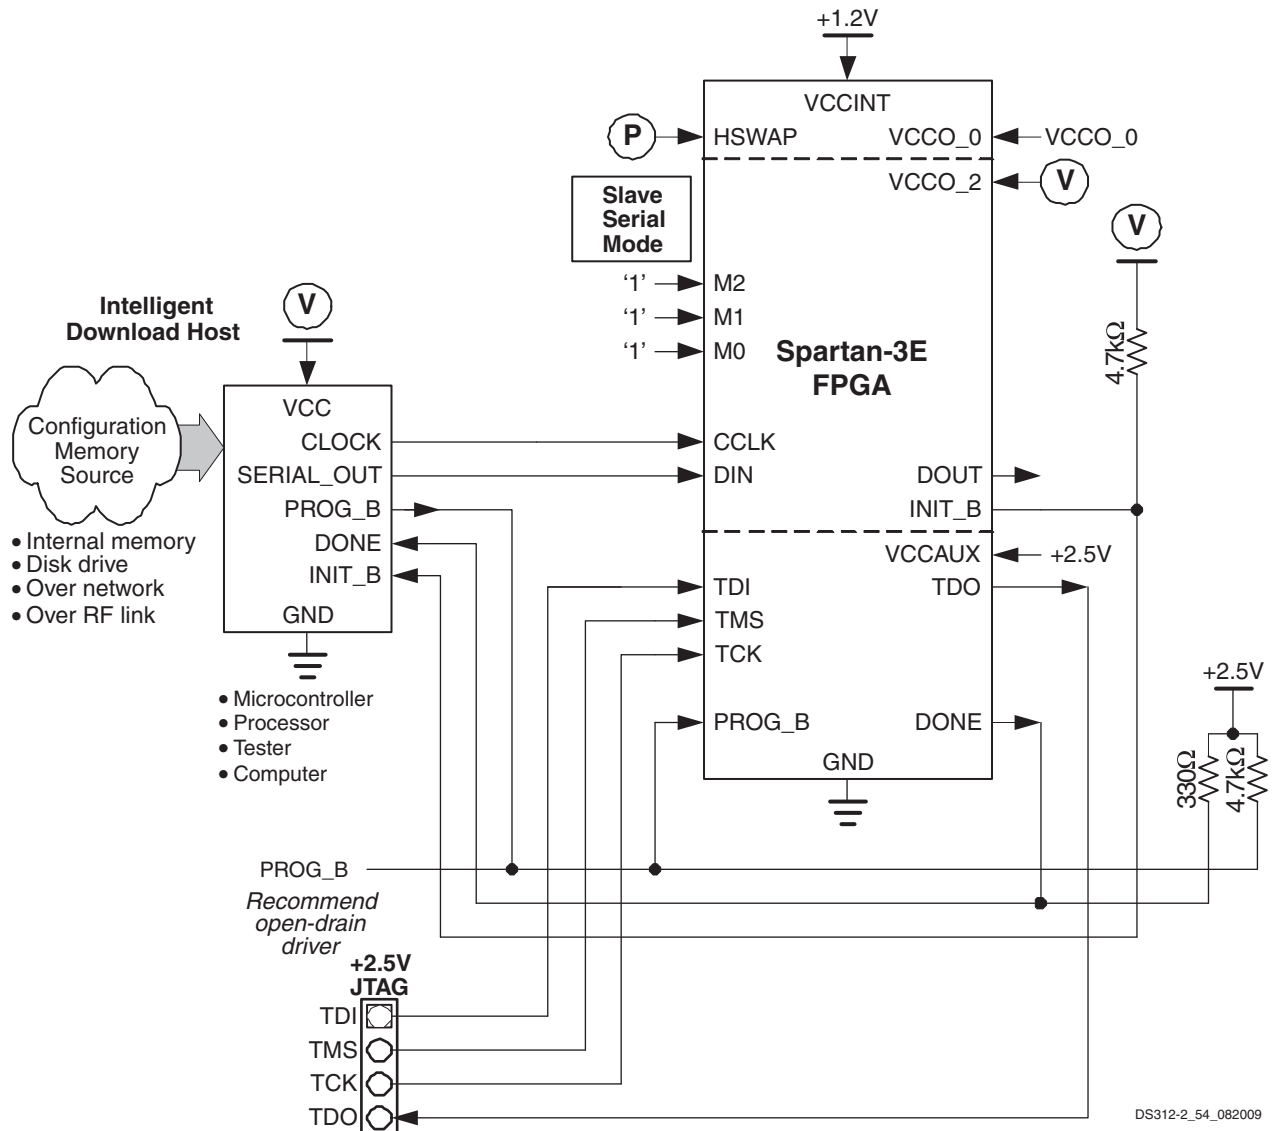 +1.2V
VCCINT
P
HSWAP
VCCO_0
VCCO_0
VCCO_2
V
Slave
Serial
Mode
V
‘1’
M2
‘1’
M1
‘1’
M0
Spartan-3E
FPGA
4.7kΩ
Intelligent
Download Host
V
Configuration
Memory
Source
VCC
CLOCK
CCLK
SERIAL_OUT
DIN
DOUT
PROG_B
INIT_B
DONE
INIT_B
GND
• Internal memory
• Disk drive
• Over network
• Over RF link
VCCAUX
+2.5V
TDI
TDO
TMS
TCK
PROG_B
DONE
GND
• Microcontroller
• Processor
• Tester
• Computer
+2.5V
330Ω
4.7kΩ
PROG_B
Recommend
open-drain
driver
+2.5V
JTAG
TDI
TMS
TCK
TDO
DS312-2_54_082009